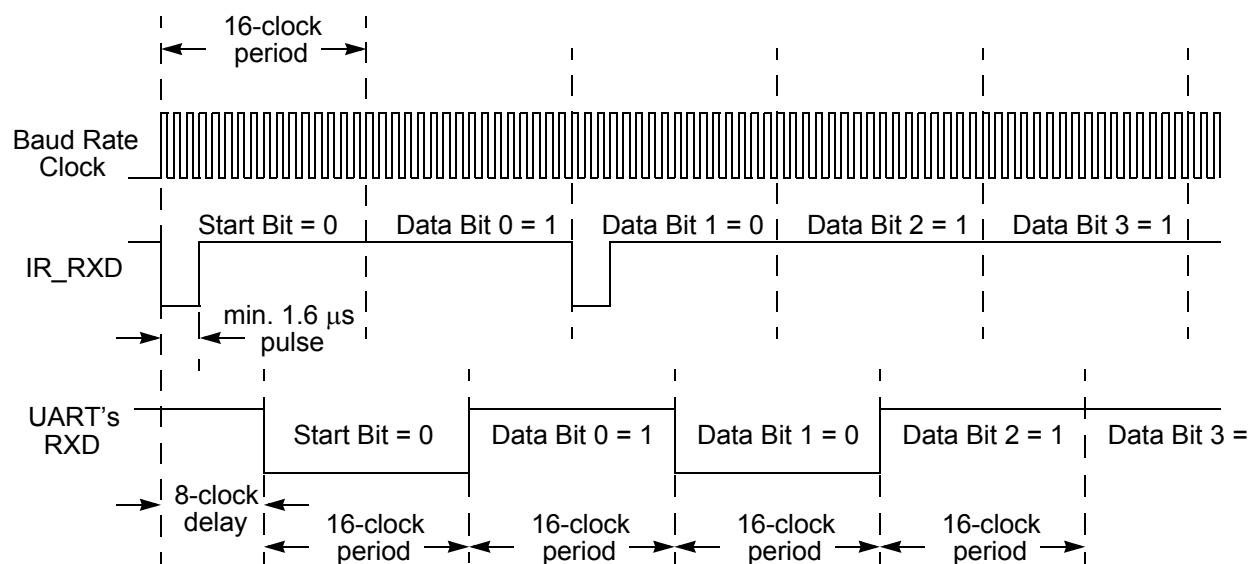 16-clock
period
Baud Rate
Clock
Start Bit = 0
Data Bit 0 = 1
Data Bit 1 = 0
Data Bit 2 = 1
Data Bit 3 = 1
IR_RXD
min. 1.6 μs
pulse
UART's
RXD
Start Bit = 0
Data Bit 0 = 1
Data Bit 1 = 0
Data Bit 2 = 1
Data Bit 3 =
8-clock
delay
16-clock
period
16-clock
period
16-clock
period
16-clock
period